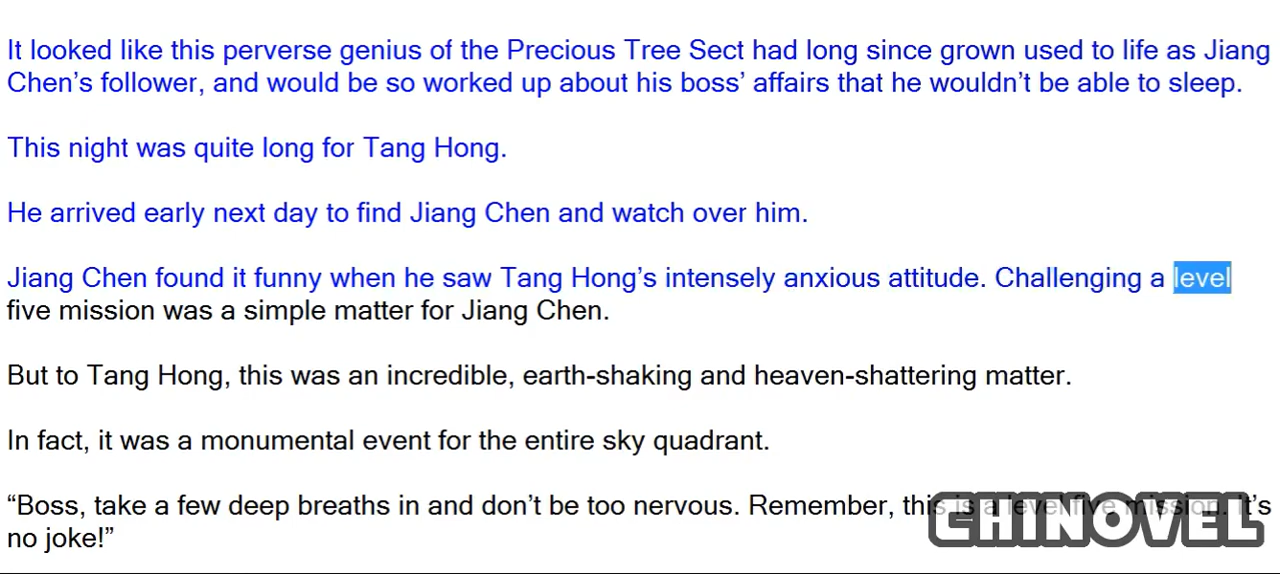 It looked like this perverse genius of the Precious Tree Sect had long since grown used to life as Jiang
Chen’s follower, and would be so worked up about his boss’ affairs that he wouldn’t be able to sleep.
This night was quite long for Tang Hong.
He arrived early next day to find Jiang Chen and watch over him.
Jiang Chen found it funny when he saw Tang Hong’s intensely anxious attitude. Challenging a level
five mission was a simple matter for Jiang Chen.
But to Tang Hong, this was an incredible, earth-shaking and heaven-shattering matter.
In fact, it was a monumental event for the entire sky quadrant.
“Boss, take a few deep breaths in and don’t be too nervous. Remember, this is a level five mission. It’s
no joke!”
CHINOVEL